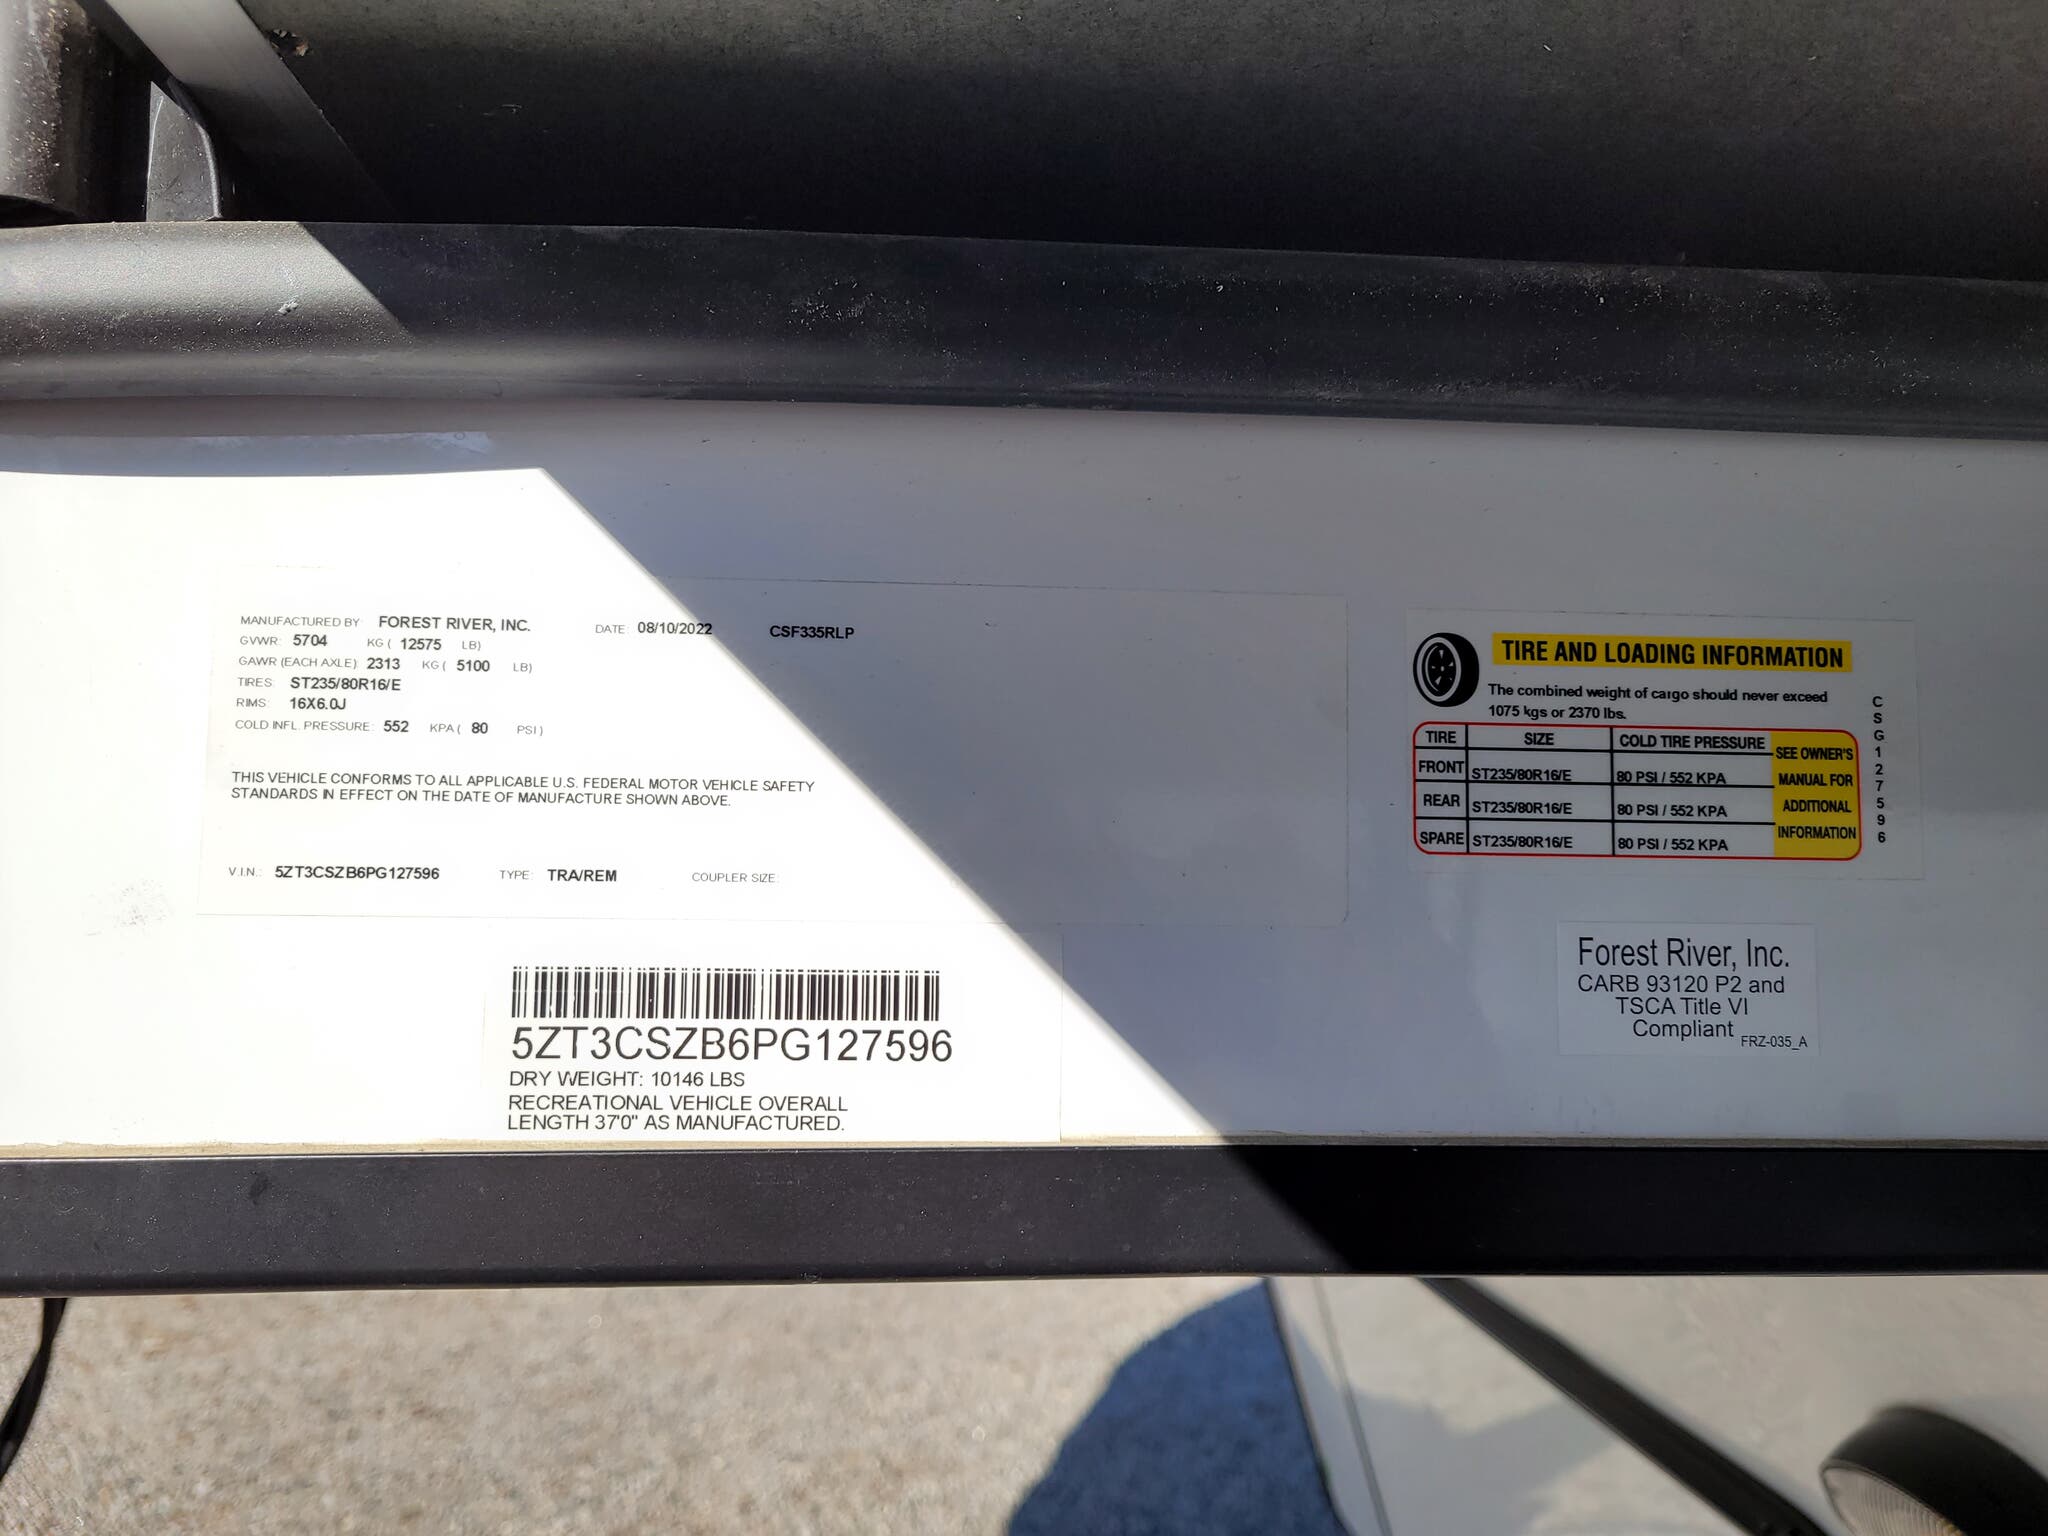 MANUFACTURED BY: FOREST RIVER, INC. DATE: 08/10/2022 CSF335RLP
GVWR: 5704 KG ( 12575 LB)
GAWR (EACH AXLE) 2313 KG ( 5100 LB)
TIRES: ST235/80R16/E
RIMS: 16X6.0J
COLD INFL. PRESSURE: 552 KPA ( 80 PSI )
THIS VEHICLE CONFORMS TO ALL APPLICABLE U.S. FEDERAL MOTOR VEHICLE SAFETY
STANDARDS IN EFFECT ON THE DATE OF MANUFACTURE SHOWN ABOVE.
V.I.N.: 5ZT3CSZB6PG127596 TYPE: TRA/REM COUPLER SIZE:
5ZT3CSZB6PG127596
DRY WEIGHT: 10146 LBS
RECREATIONAL VEHICLE OVERALL
LENGTH 37'0" AS MANUFACTURED.
TIRE AND LOADING INFORMATION
The combined weight of cargo should never exceed
1075 kgs or 2370 lbs.
TIRE SIZE COLD TIRE PRESSURE
FRONT ST235/80R16/E 80 PSI / 552 KPA
REAR ST235/80R16/E 80 PSI / 552 KPA
SPARE ST235/80R16/E 80 PSI / 552 KPA
SEE OWNER'S
MANUAL FOR
ADDITIONAL
INFORMATION
CSG127596
Forest River, Inc.
CARB 93120 P2 and
TSCA Title VI
Compliant FRZ-035_A